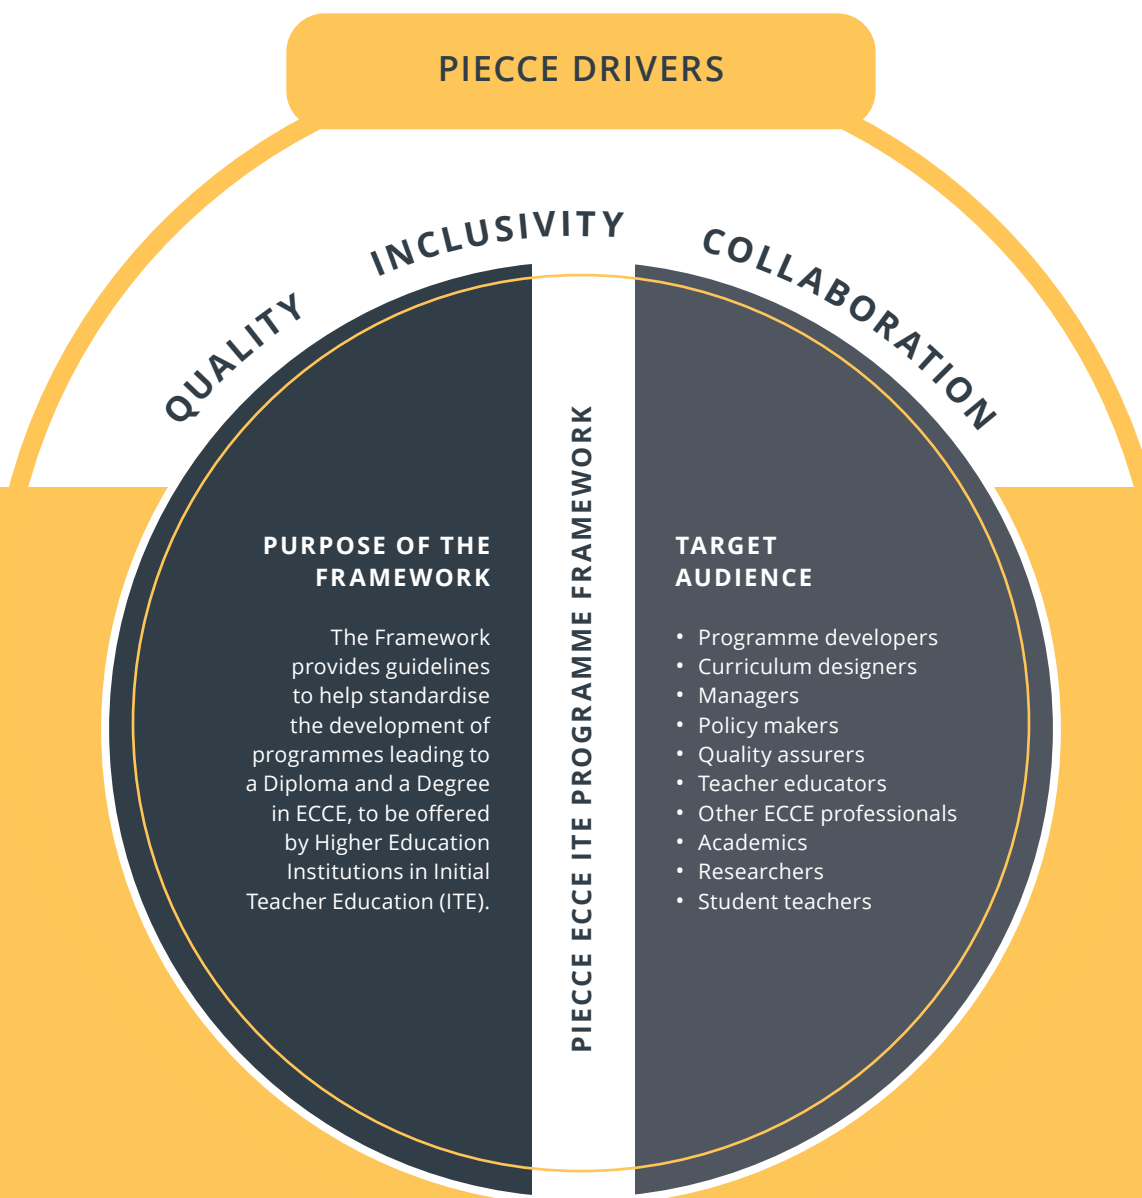 PIECCE DRIVERS
QUALITY
INCLUSIVITY
COLLABORATION
PURPOSE OF THE
FRAMEWORK
The Framework
provides guidelines
to help standardise
the development of
programmes leading to
a Diploma and a Degree
in ECCE, to be offered
by Higher Education
Institutions in Initial
Teacher Education (ITE).
PIECCE ECCE ITE PROGRAMME FRAMEWORK
TARGET
AUDIENCE
• Programme developers
• Curriculum designers
• Managers
• Policy makers
• Quality assurers
• Teacher educators
• Other ECCE professionals
• Academics
• Researchers
• Student teachers